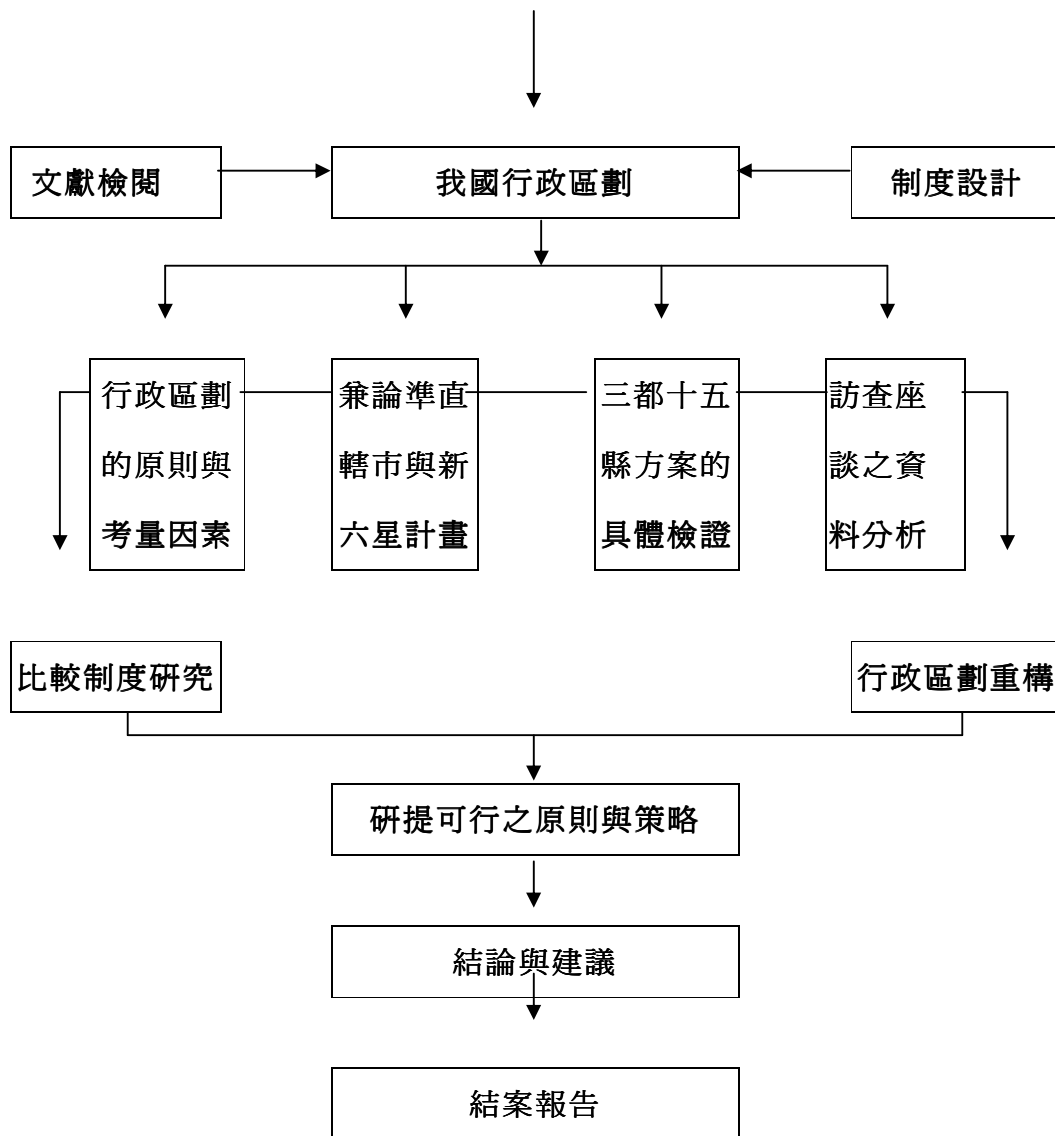 文獻檢閱
我國行政區劃
制度設計
行政區劃
的原則與
考量因素
兼論準直
轄市與新
六星計畫
三都十五
縣方案的
具體檢證
訪查座
談之資
料分析
比較制度研究
行政區劃重構
研提可行之原則與策略
結論與建議
結案報告